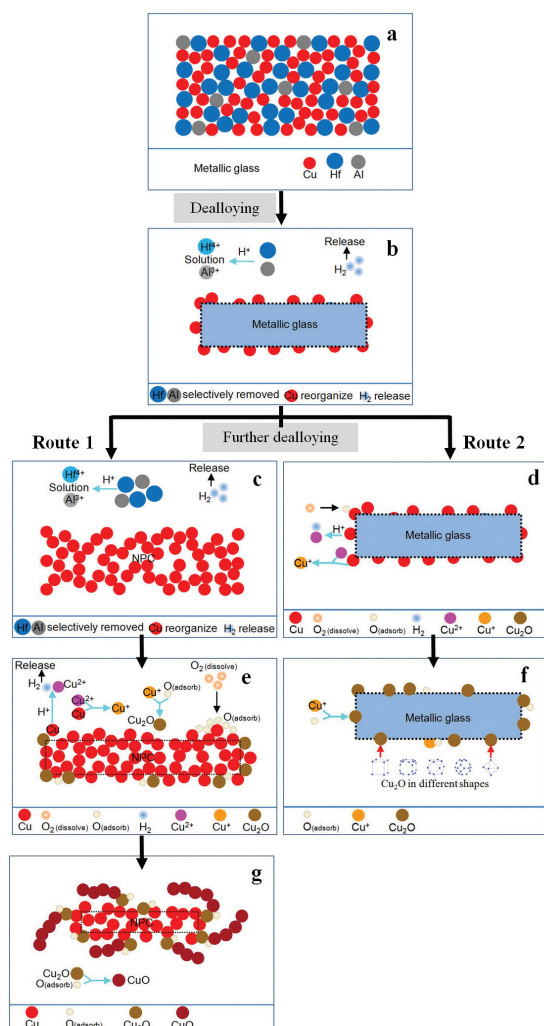 a
Metallic glass
Cu Hf Al
Dealloying
b
Hf4+
Solution
Al3+
H+
Release
H2
Metallic glass
Hf Al selectively removed Cu reorganize H2 release
Route 1
Further dealloying
Route 2
c
Hf4+
Solution
Al3+
H+
Release
H2
NPC
Hf Al selectively removed Cu reorganize H2 release
d
H+
Cu+
Metallic glass
Cu O2 (dissolve) O(adsorb) H2 Cu2+ Cu+ Cu2O
e
Release
H2 Cu2+
H+
Cu
Cu2+
Cu
Cu+
Cu+ O(adsorb)
Cu2O
O2(dissolve)
O(adsorb)
NPC
Cu O2 (dissolve) O(adsorb) H2 Cu2+ Cu+ Cu2O
f
Cu+
Metallic glass
Cu2O in different shapes
O(adsorb) Cu+ Cu2O
g
NPC
Cu2O
O(adsorb)
CuO
Cu O(adsorb) Cu2O CuO